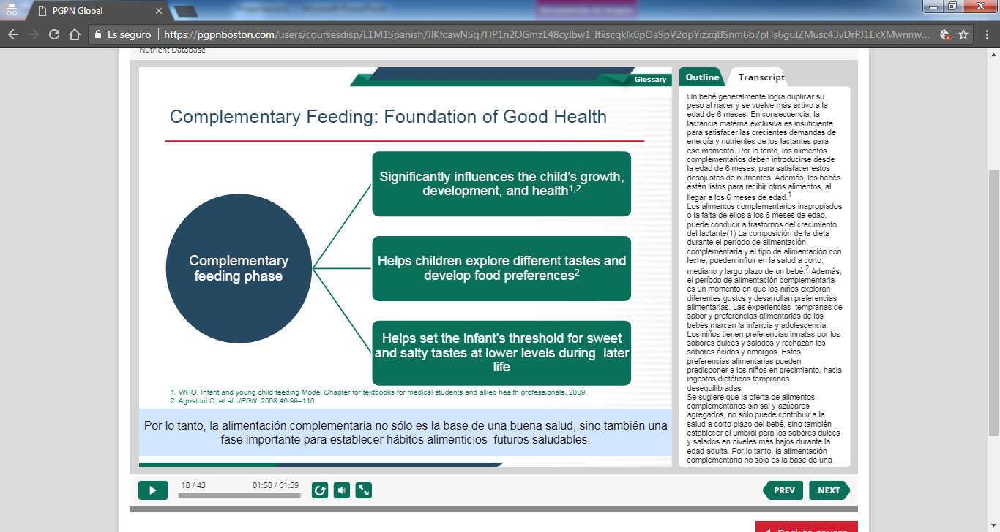 PGPN Global
Es seguro
https://pgpnboston.com/users/coursesdisp/L1M1Spanish/
Nutrient Database
Glossary
Complementary Feeding: Foundation of Good Health
Complementary
feeding phase
Significantly influences the child's growth,
development, and health1,2
Helps children explore different tastes and
develop food preferences2
Helps set the infant's threshold for sweet
and salty tastes at lower levels during later
life
1. WHO. Infant and young child feeding Model Chapter for textbooks for medical students and allied health professionals. 2009.
2. Agostoni C, et al. JPGN. 2008;46:99–110.
Por lo tanto, la alimentación complementaria no sólo es la base de una buena salud, sino también una
fase importante para establecer hábitos alimenticios futuros saludables.
Outline
Transcript
Un bebé generalmente logra duplicar su
peso al nacer y se vuelve más activo a la
edad de 6 meses. En consecuencia, la
lactancia materna exclusiva es insuficiente
para satisfacer las crecientes demandas de
energía y nutrientes de los lactantes para
ese momento. Por lo tanto, los alimentos
complementarios deben introducirse desde
la edad de 6 meses, para satisfacer estos
desajustes de nutrientes. Además, los bebés
están listos para recibir otros alimentos, al
llegar a los 6 meses de edad.1
Los alimentos complementarios inapropiados
o la falta de ellos a los 6 meses de edad,
puede conducir a trastornos del crecimiento
del lactante(1) La composición de la dieta
durante el período de alimentación
complementaria y el tipo de alimentación con
leche, pueden influir en la salud a corto,
mediano y largo plazo de un bebé.2 Además,
el período de alimentación complementaria
es un momento en que los niños exploran
diferentes gustos y desarrollan preferencias
alimentarias. Las experiencias tempranas de
sabor y preferencias alimentarias de los
bebés marcan la infancia y adolescencia.
Los niños tienen preferencias innatas por los
sabores dulces y salados y rechazan los
sabores ácidos y amargos. Estas
preferencias alimentarias pueden
predisponer a los niños en crecimiento, hacia
ingestas dietéticas tempranas
desequilibradas.
Se sugiere que la oferta de alimentos
complementarios sin sal y azúcares
agregados, no sólo puede contribuir a la
salud a corto plazo del bebé, sino también
establecer el umbral para los sabores dulces
y salados en niveles más bajos durante la
edad adulta. Por lo tanto, la alimentación
complementaria no sólo es la base de una
18 / 43
01:58 / 01:59
PREV
NEXT
Back to course